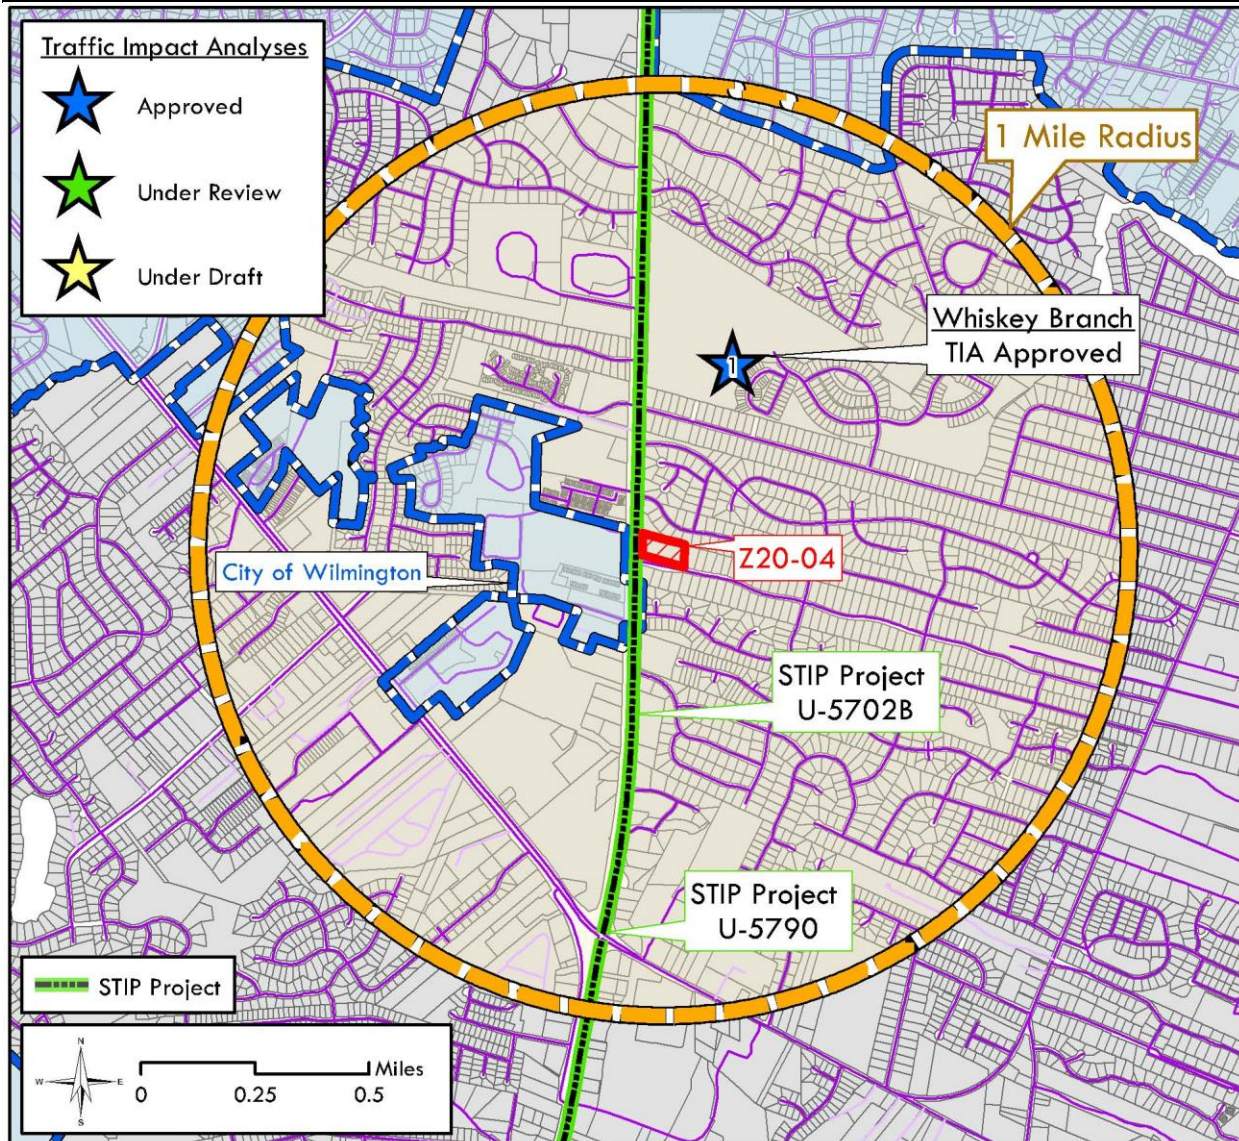 Traffic Impact Analyses
Approved
Under Review
Under Draft
1 Mile Radius
Whiskey Branch
TIA Approved
1
Z20-04
City of Wilmington
STIP Project
U-5702B
STIP Project
U-5790
STIP Project
N
W E
S
0 0.25 0.5 Miles